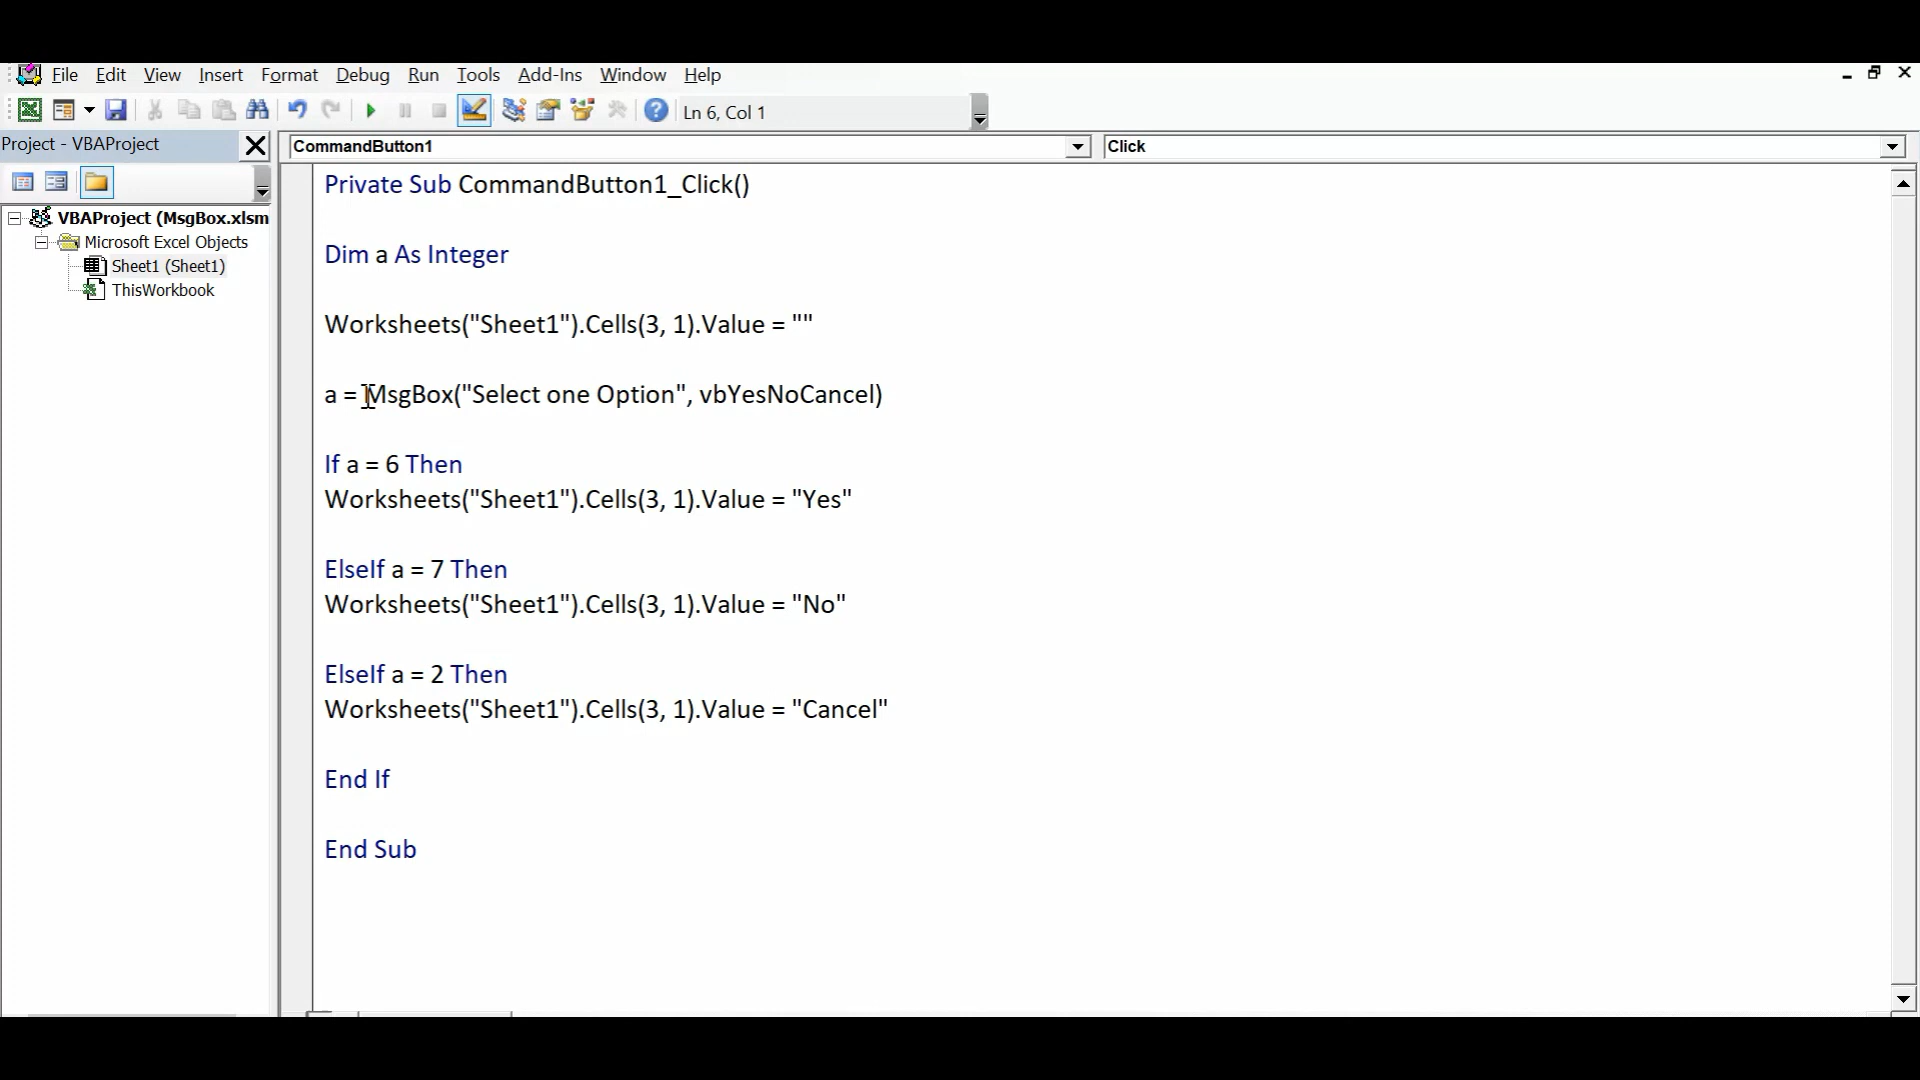 File Edit View Insert Format Debug Run Tools Add-Ins Window Help
Ln 6, Col 1
Project - VBAProject
CommandButton1
Click
VBAProject (MsgBox.xlsm
Microsoft Excel Objects
Sheet1 (Sheet1)
ThisWorkbook
Private Sub CommandButton1_Click()
Dim a As Integer
Worksheets("Sheet1").Cells(3, 1).Value = ""
a = MsgBox("Select one Option", vbYesNoCancel)
If a = 6 Then
Worksheets("Sheet1").Cells(3, 1).Value = "Yes"
ElseIf a = 7 Then
Worksheets("Sheet1").Cells(3, 1).Value = "No"
ElseIf a = 2 Then
Worksheets("Sheet1").Cells(3, 1).Value = "Cancel"
End If
End Sub